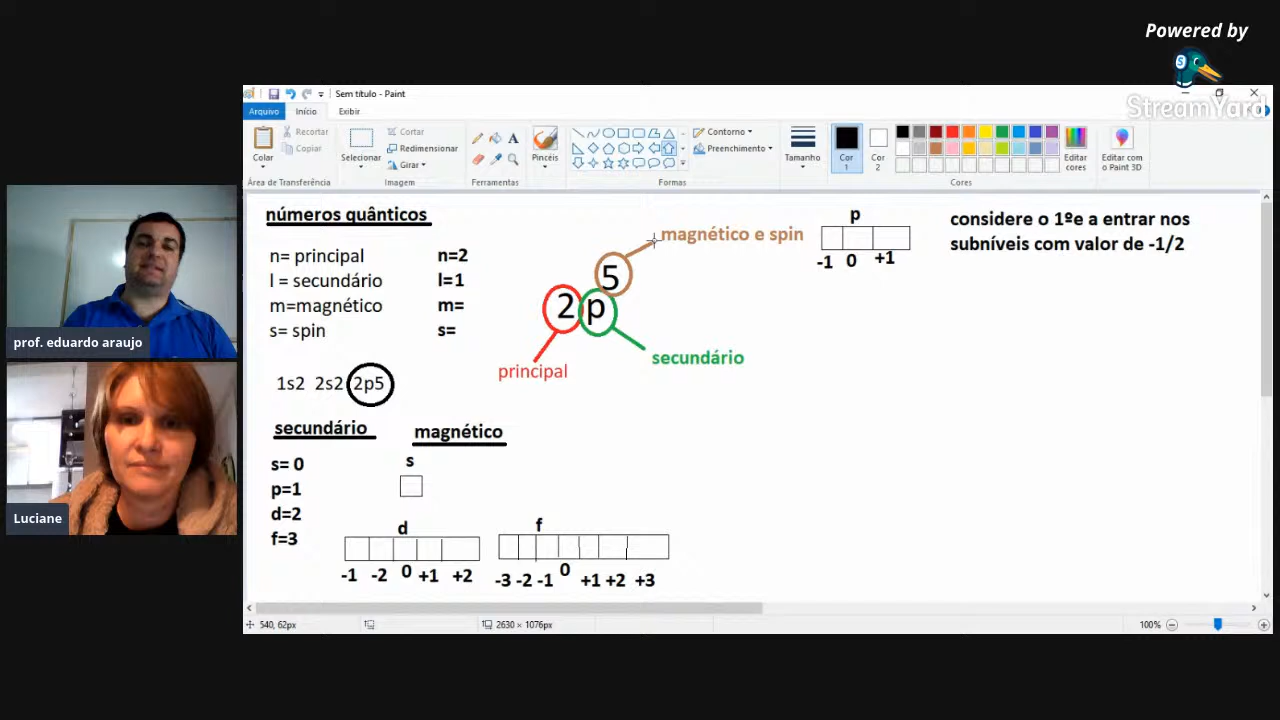 Powered by
StreamYard
Sem título - Paint
Arquivo
Início
Exibir
Colar
Recortar
Copiar
Área de Transferência
Selecionar
Cortar
Redimensionar
Girar
Imagem
A
Ferramentas
Pincéis
Formas
Contorno
Preenchimento
Tamanho
Cor 1
Cor 2
Cores
Editar cores
Editar com o Paint 3D
números quânticos
n= principal
l = secundário
m=magnético
s= spin
n=2
l=1
m=
s=
1s2 2s2 2p5
magnético e spin
5
2 p
principal
secundário
p
-1 0 +1
considere o 1ºe a entrar nos
subníveis com valor de -1/2
secundário
s= 0
p=1
d=2
f=3
magnético
s
d
-1 -2 0 +1 +2
f
-3 -2 -1 0 +1 +2 +3
prof. eduardo araujo
Luciane
540, 62px
2630 × 1076px
100%